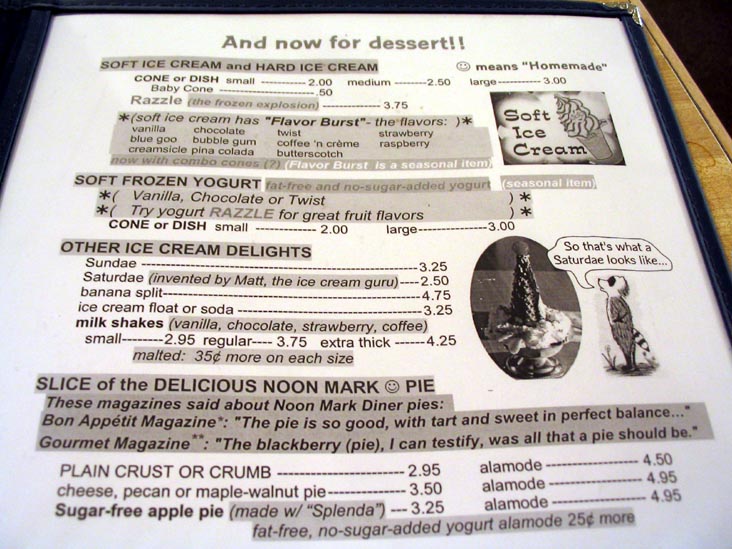 And now for dessert!!
SOFT ICE CREAM and HARD ICE CREAM ☺ means "Homemade"
CONE or DISH small ------------2.00 medium -------2.50 large-----------3.00
Baby Cone --------------.50
Razzle (the frozen explosion) -------------- 3.75
*(soft ice cream has "Flavor Burst"- the flavors: )*
vanilla chocolate twist strawberry
blue goo bubble gum coffee 'n crème raspberry
creamsicle pina colada butterscotch
now with combo cones (?) (Flavor Burst is a seasonal item)
Soft
Ice
Cream
SOFT FROZEN YOGURT fat-free and no-sugar-added yogurt (seasonal item)
*( Vanilla, Chocolate or Twist ) *
*( Try yogurt RAZZLE for great fruit flavors ) *
CONE or DISH small ------------ 2.00 large--------------3.00
OTHER ICE CREAM DELIGHTS
Sundae ----------------------------------------------3.25
Saturdae (invented by Matt, the ice cream guru)----2.50
banana split------------------------------------------4.75
ice cream float or soda -----------------------------3.25
milk shakes (vanilla, chocolate, strawberry, coffee)
small--------2.95 regular---- 3.75 extra thick ------4.25
malted: 35¢ more on each size
So that's what a
Saturdae looks like...
SLICE of the DELICIOUS NOON MARK ☺ PIE
These magazines said about Noon Mark Diner pies:
Bon Appétit Magazine*: "The pie is so good, with tart and sweet in perfect balance..."
Gourmet Magazine**: "The blackberry (pie), I can testify, was all that a pie should be."
PLAIN CRUST OR CRUMB ------------------- 2.95 alamode -------------------- 4.50
cheese, pecan or maple-walnut pie----------- 3.50 alamode -------------------- 4.95
Sugar-free apple pie (made w/ "Splenda") --- 3.25 alamode -------------------- 4.95
fat-free, no-sugar-added yogurt alamode 25¢ more